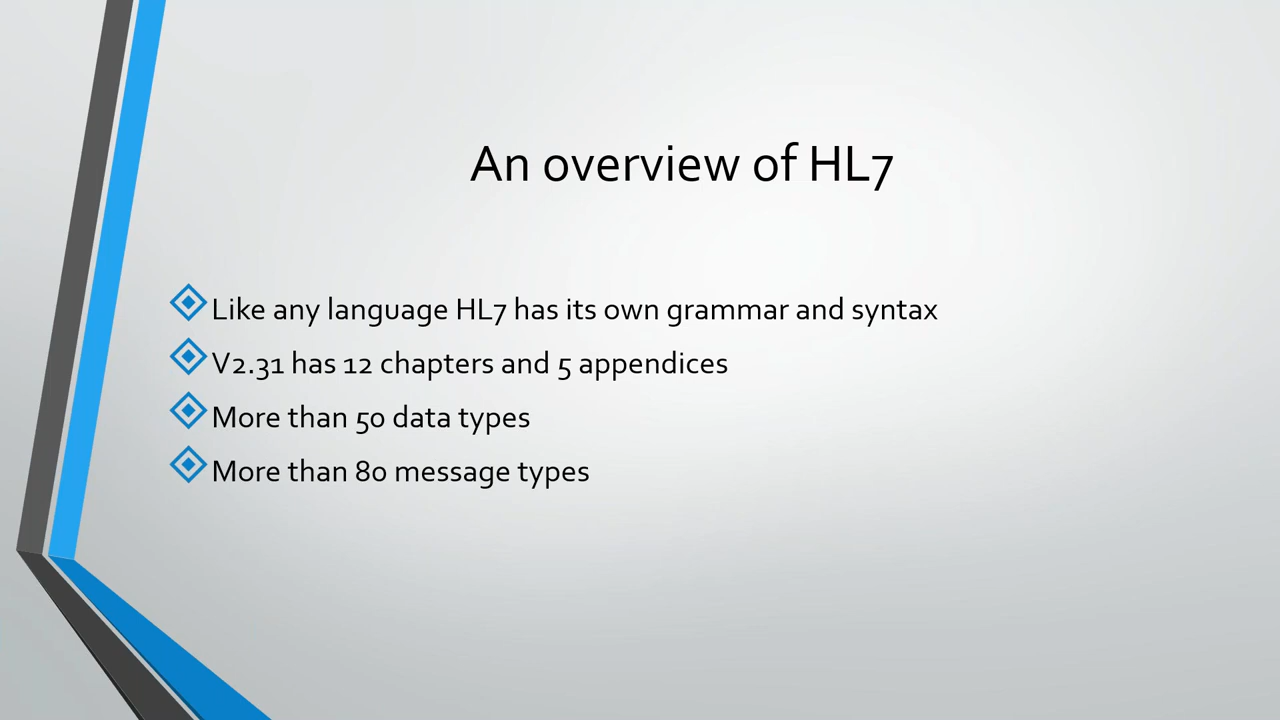 An overview of HL7
Like any language HL7 has its own grammar and syntax
V2.31 has 12 chapters and 5 appendices
More than 50 data types
More than 80 message types